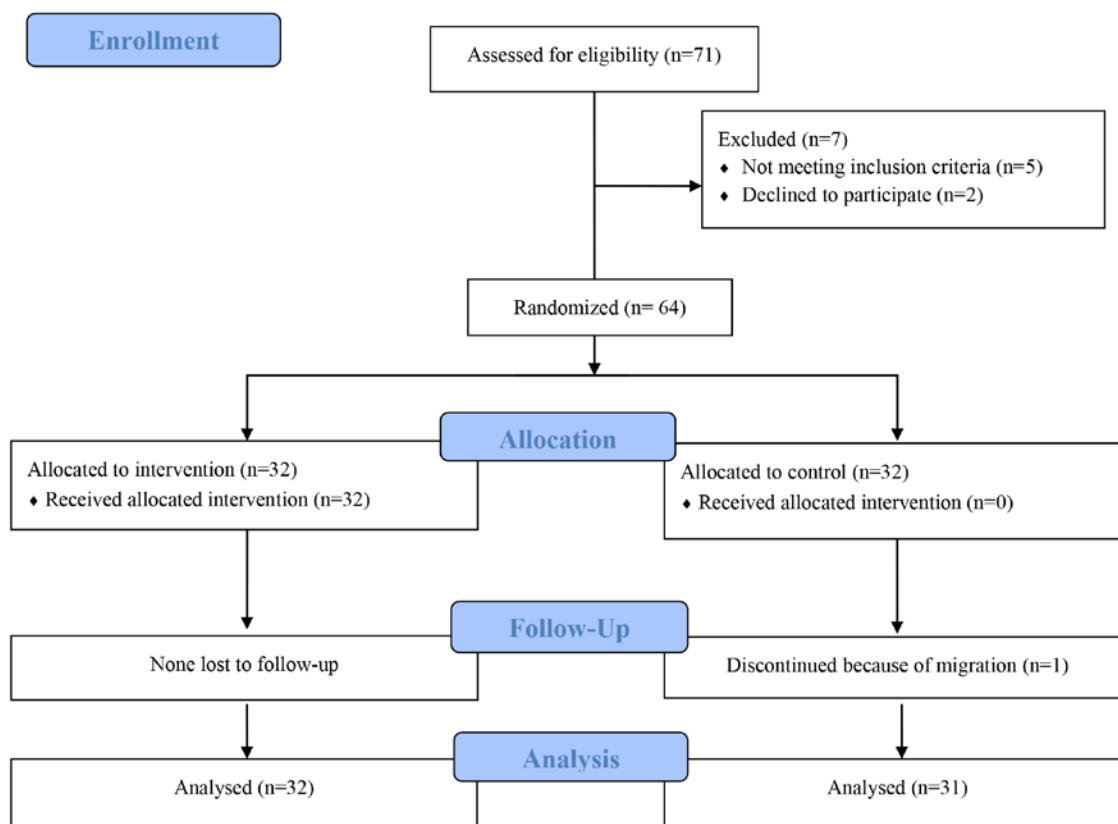 Enrollment
Assessed for eligibility (n=71)
Excluded (n=7)
♦ Not meeting inclusion criteria (n=5)
♦ Declined to participate (n=2)
Randomized (n= 64)
Allocation
Allocated to intervention (n=32)
♦ Received allocated intervention (n=32)
Allocated to control (n=32)
♦ Received allocated intervention (n=0)
Follow-Up
None lost to follow-up
Discontinued because of migration (n=1)
Analysis
Analysed (n=32)
Analysed (n=31)